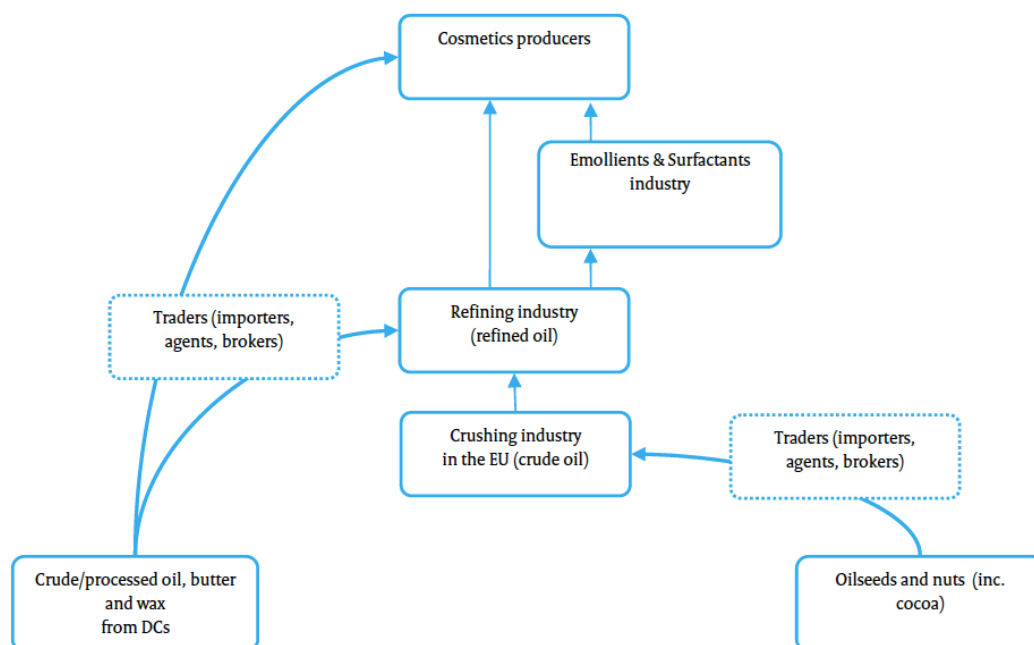 Cosmetics producers
Emollients & Surfactants
industry
Traders (importers,
agents, brokers)
Refining industry
(refined oil)
Crushing industry
in the EU (crude oil)
Traders (importers,
agents, brokers)
Crude/processed oil, butter
and wax
from DCs
Oilseeds and nuts (inc.
cocoa)